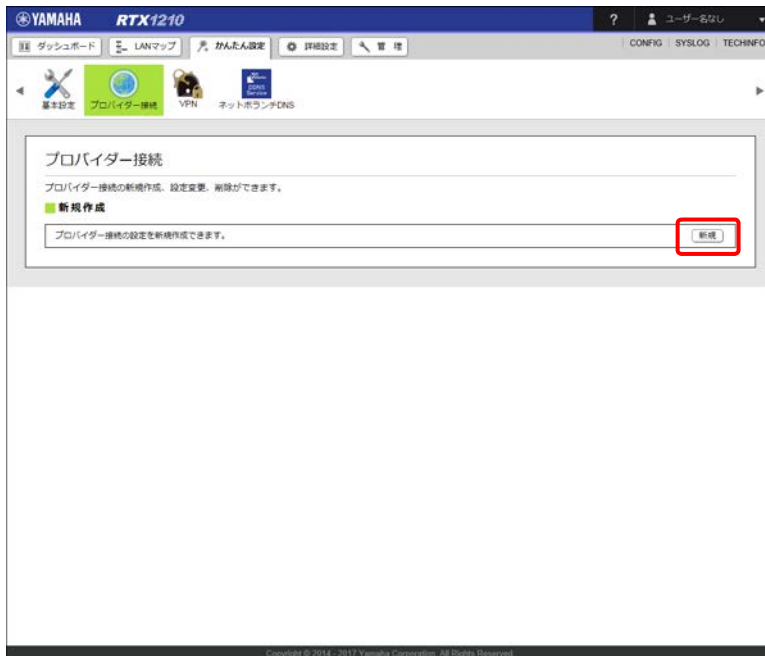 YAMAHA RTX1210 ? ユーザー名なし
ダッシュボード LANマップ かんたん設定 詳細設定 管理 CONFIG SYSLOG TECHINFO
基本設定 プロバイダー接続 VPN DDNS Service ネットボランチDNS
プロバイダー接続
プロバイダー接続の新規作成、設定変更、削除ができます。
新規作成
プロバイダー接続の設定を新規作成できます。 新規
Copyright © 2014 - 2017 Yamaha Corporation. All Rights Reserved.